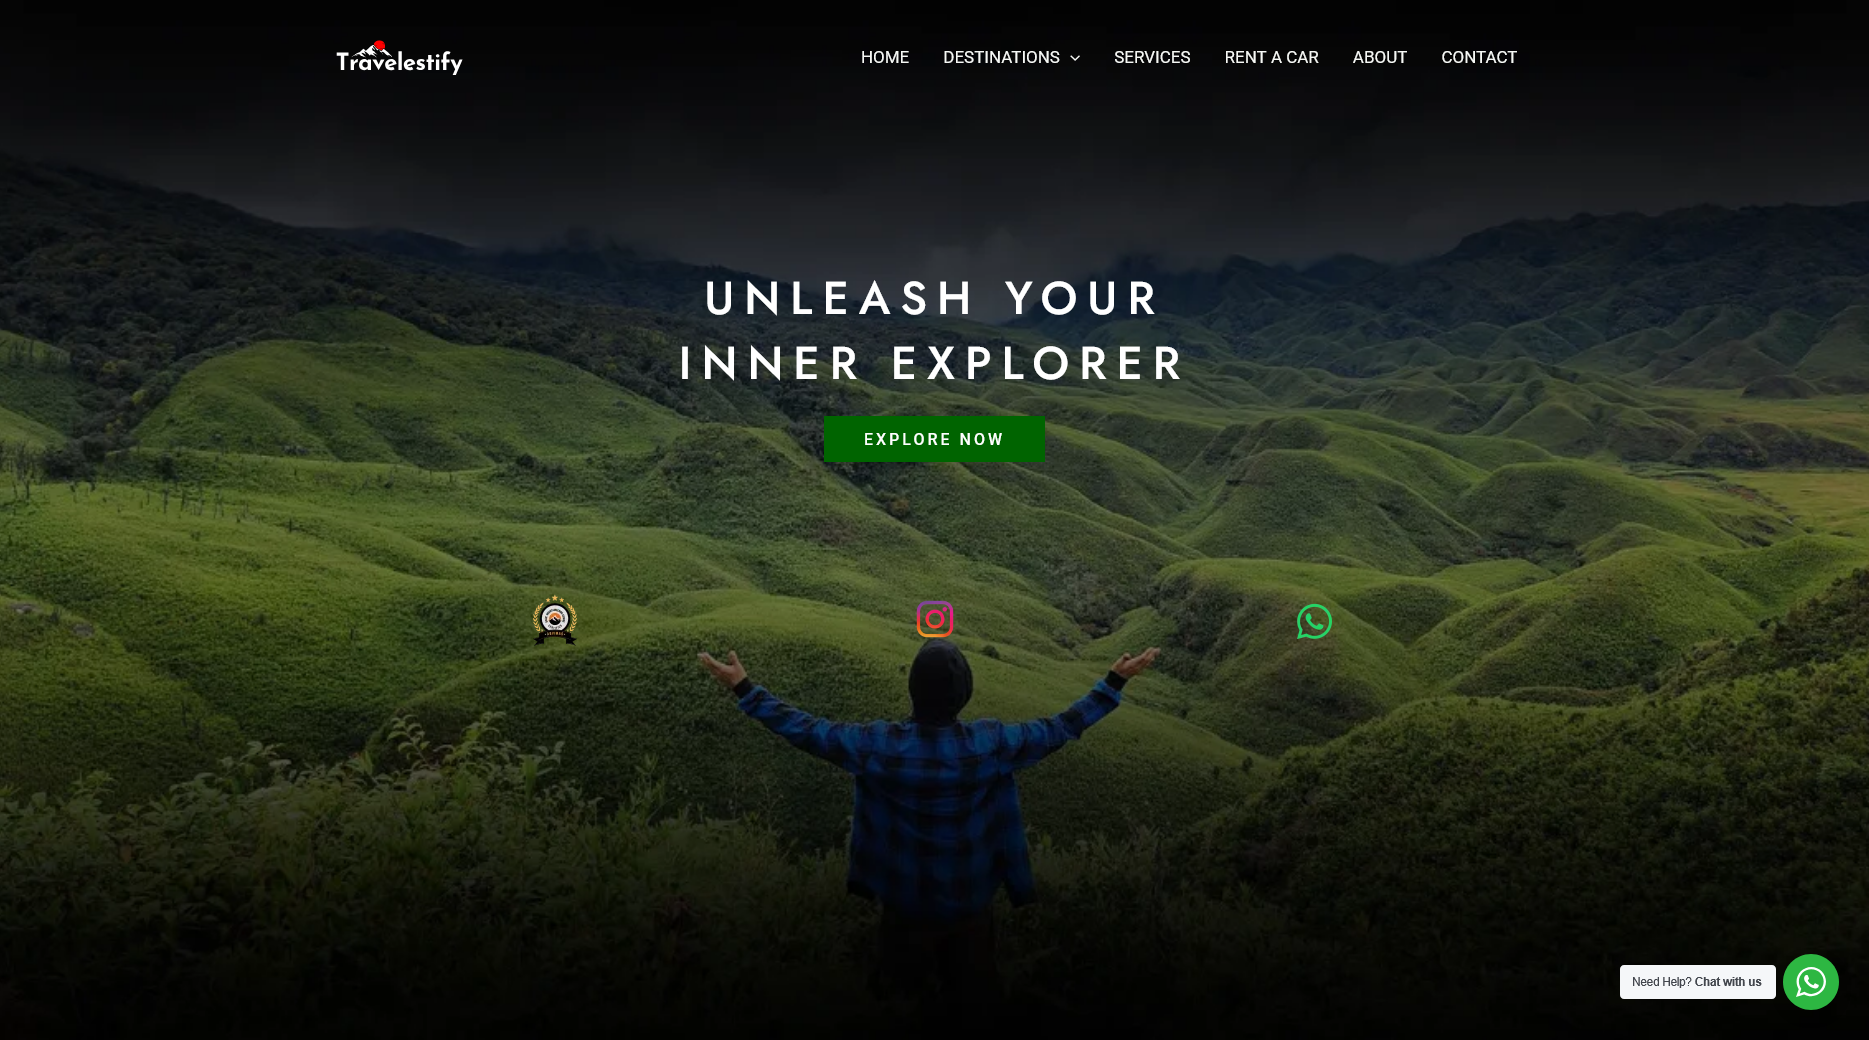 Travelestify
HOME
DESTINATIONS
SERVICES
RENT A CAR
ABOUT
CONTACT
UNLEASH YOUR
INNER EXPLORER
EXPLORE NOW
Need Help? Chat with us